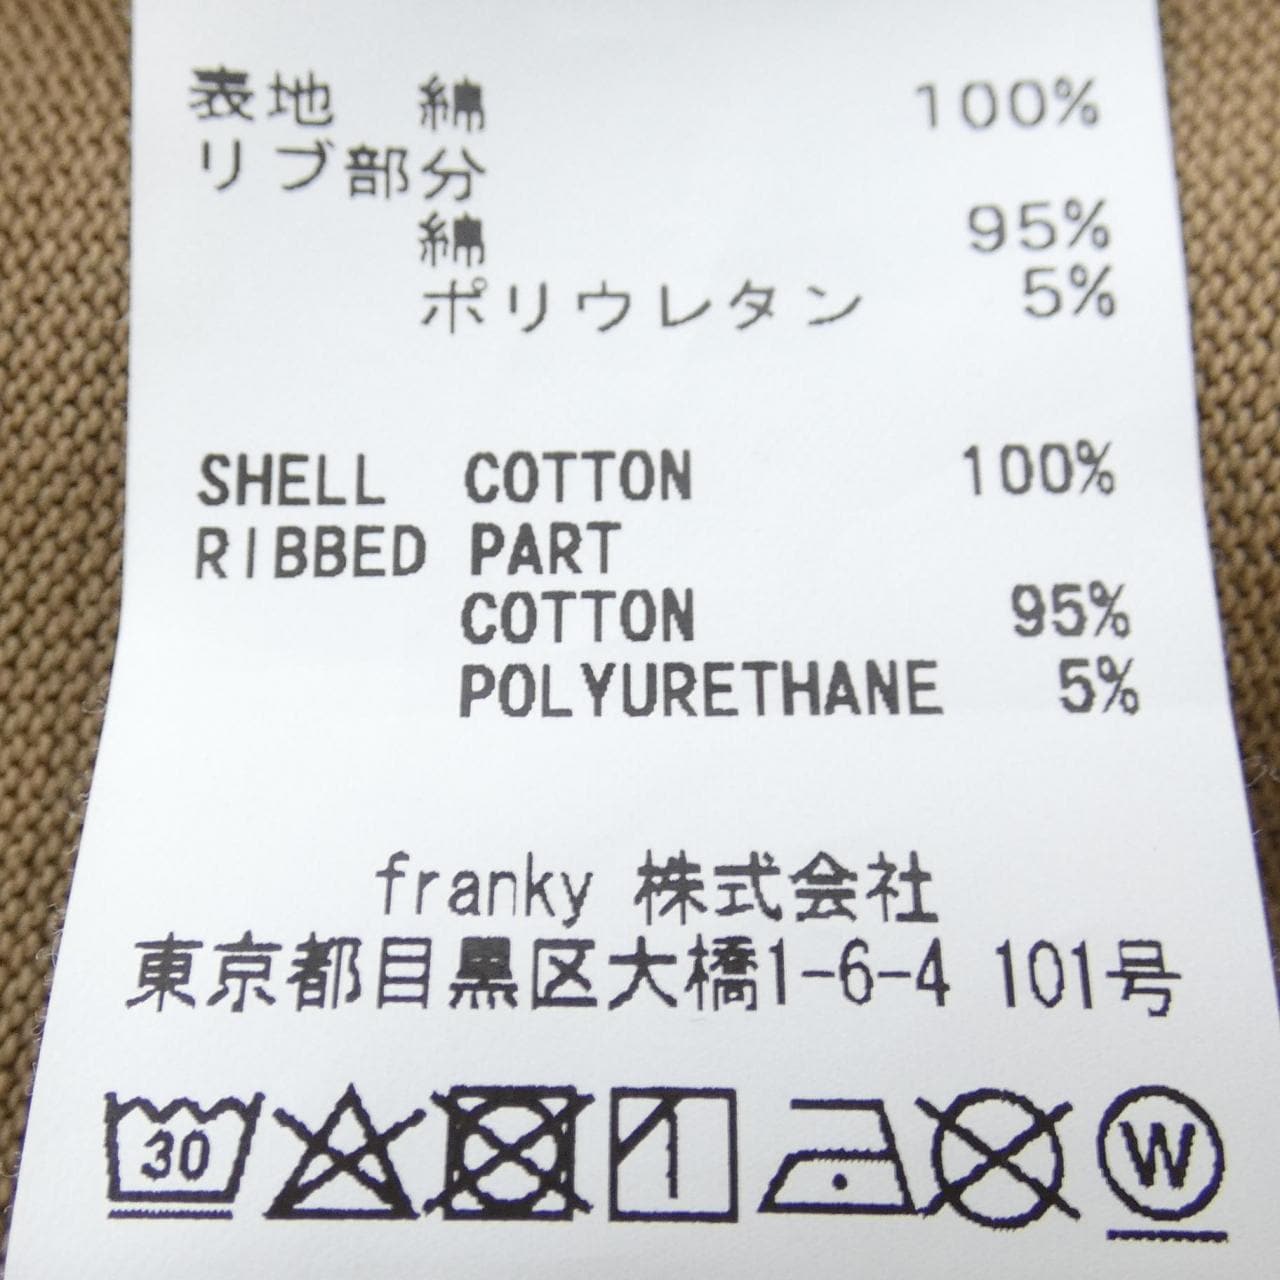 表地 綿 100%
リブ部分
綿 95%
ポリウレタン 5%
SHELL COTTON 100%
RIBBED PART
COTTON 95%
POLYURETHANE 5%
franky 株式会社
東京都目黒区大橋1-6-4 101号
30 W